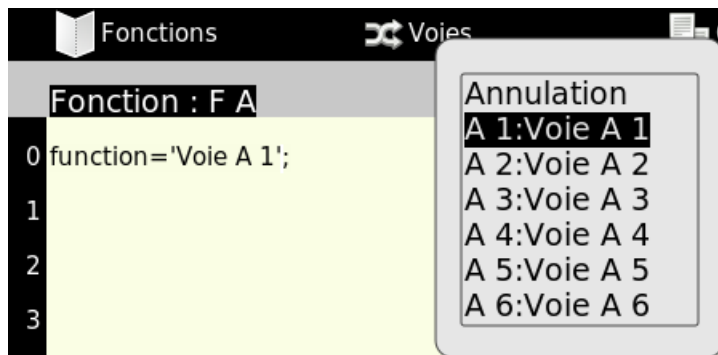 Fonctions
Voies
Fonction : F A
0 function='Voie A 1';
1
2
3
Annulation
A 1:Voie A 1
A 2:Voie A 2
A 3:Voie A 3
A 4:Voie A 4
A 5:Voie A 5
A 6:Voie A 6